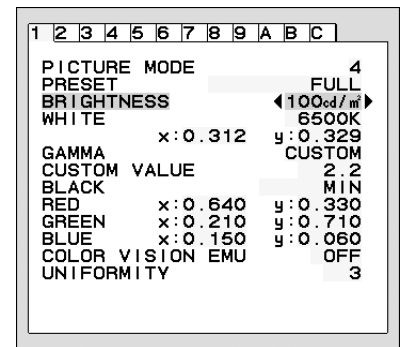 1 2 3 4 5 6 7 8 9 A B C
PICTURE MODE 4
PRESET FULL
BRIGHTNESS ◀100cd/㎡▶
WHITE 6500K
x:0.312 y:0.329
GAMMA CUSTOM
CUSTOM VALUE 2.2
BLACK MIN
RED x:0.640 y:0.330
GREEN x:0.210 y:0.710
BLUE x:0.150 y:0.060
COLOR VISION EMU OFF
UNIFORMITY 3